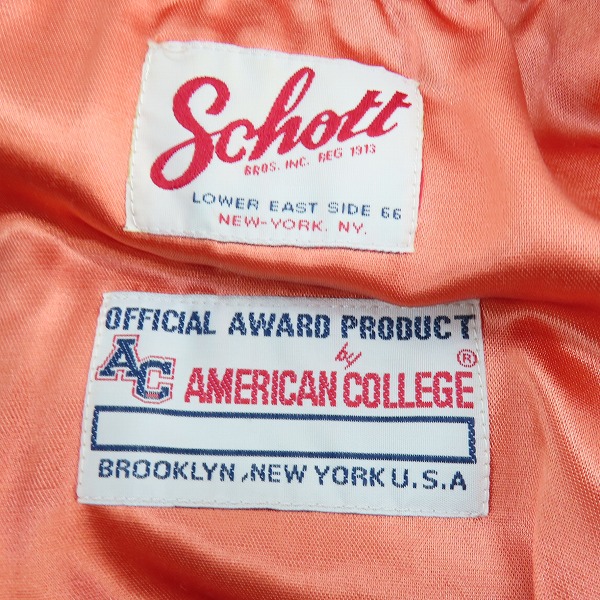 Schott
BROS. INC. REG 1913
LOWER EAST SIDE 66
NEW-YORK. NY.
OFFICIAL AWARD PRODUCT
AC by ®
AMERICAN COLLEGE
BROOKLYN, NEW YORK U.S.A